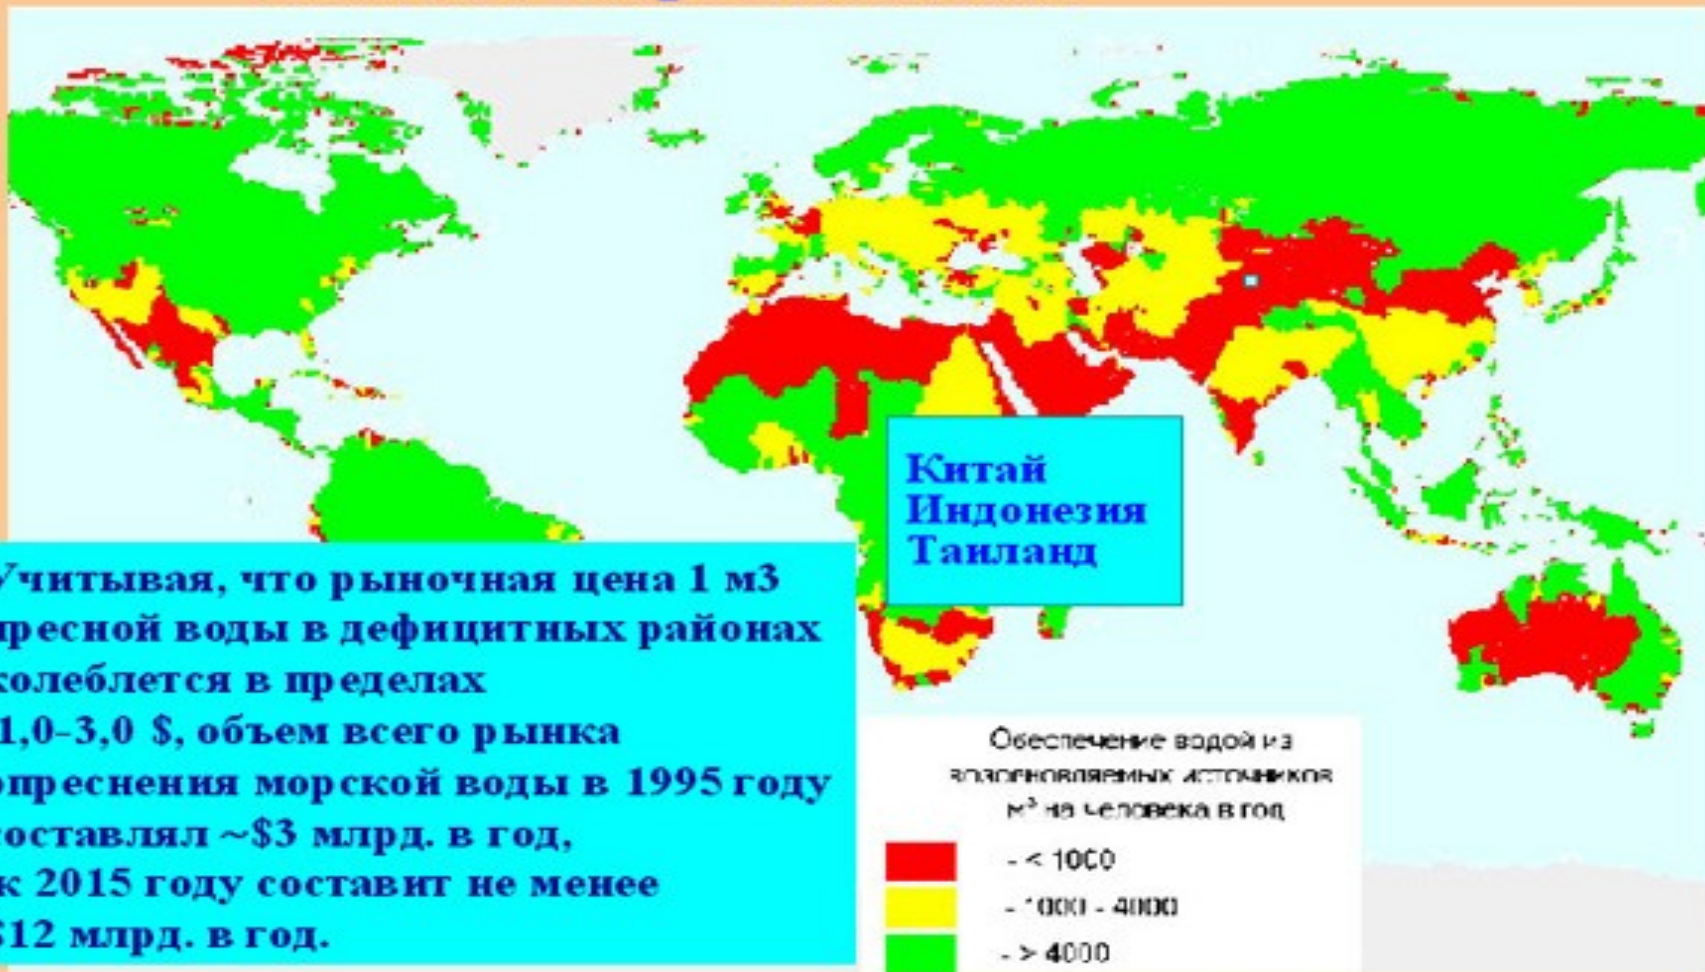 Китай
Индонезия
Таиланд
Учитывая, что рыночная цена 1 м3
пресной воды в дефицитных районах
колеблется в пределах
1,0-3,0 $, объем всего рынка
опреснения морской воды в 1995 году
составлял ~$3 млрд. в год,
к 2015 году составит не менее
$12 млрд. в год.
Обеспечение водой из
возобновляемых источников
м³ на человека в год
- < 1000
- 1000 - 4000
- > 4000